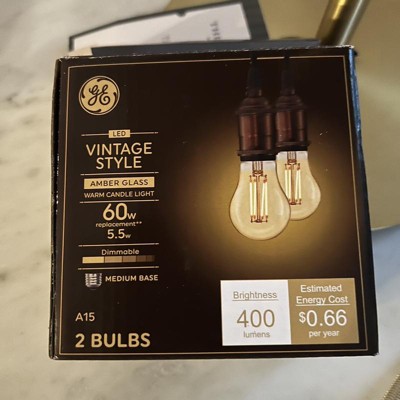 GE
LED
VINTAGE
STYLE
AMBER GLASS
WARM CANDLE LIGHT
60w
replacement**
5.5w
Dimmable
MEDIUM BASE
A15
2 BULBS
Brightness
400
lumens
Estimated
Energy Cost
$0.66
per year